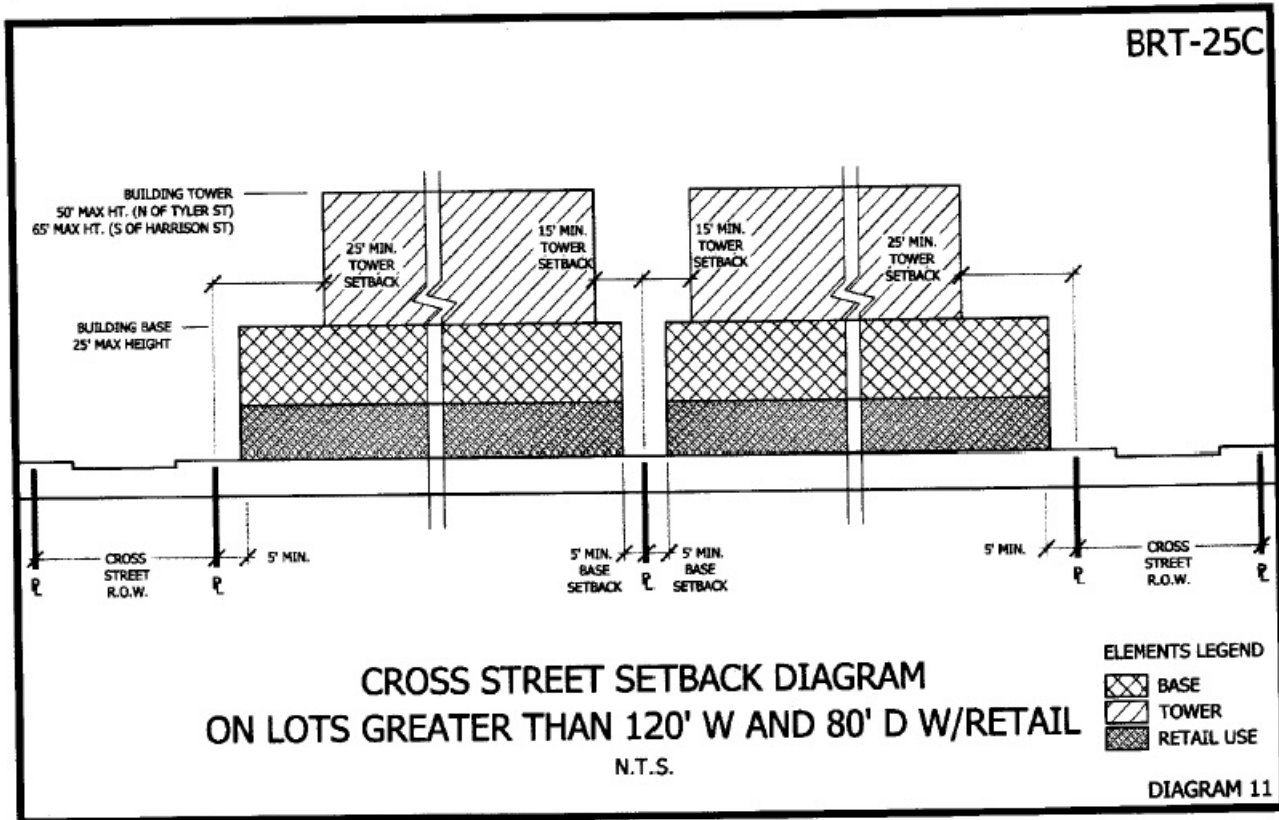 BRT-25C
BUILDING TOWER
50' MAX HT. (N OF TYLER ST)
65' MAX HT. (S OF HARRISON ST)
25' MIN.
TOWER
SETBACK
15' MIN.
TOWER
SETBACK
15' MIN.
TOWER
SETBACK
25' MIN.
TOWER
SETBACK
BUILDING BASE
25' MAX HEIGHT
CROSS
STREET
R.O.W.
5' MIN.
5' MIN.
BASE
SETBACK
5' MIN.
BASE
SETBACK
5' MIN.
CROSS
STREET
R.O.W.
℄
℄
℄
℄
℄
CROSS STREET SETBACK DIAGRAM
ON LOTS GREATER THAN 120' W AND 80' D W/RETAIL
N.T.S.
ELEMENTS LEGEND
BASE
TOWER
RETAIL USE
DIAGRAM 11